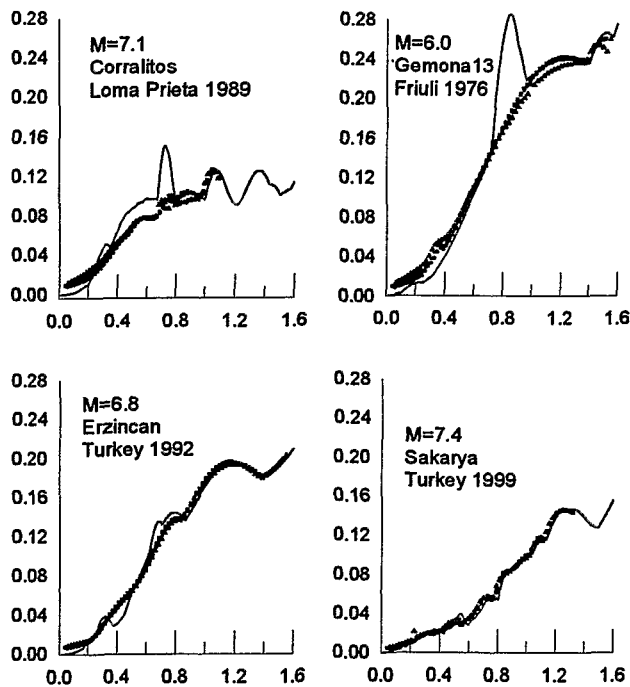 0.28
0.24
0.20
0.16
0.12
0.08
0.04
0.00
M=7.1
Corralitos
Loma Prieta 1989
0.0 0.4 0.8 1.2 1.6
0.28
0.24
0.20
0.16
0.12
0.08
0.04
0.00
M=6.0
Gemona13
Friuli 1976
0.0 0.4 0.8 1.2 1.6
0.28
0.24
0.20
0.16
0.12
0.08
0.04
0.00
M=6.8
Erzincan
Turkey 1992
0.0 0.4 0.8 1.2 1.6
0.28
0.24
0.20
0.16
0.12
0.08
0.04
0.00
M=7.4
Sakarya
Turkey 1999
0.0 0.4 0.8 1.2 1.6